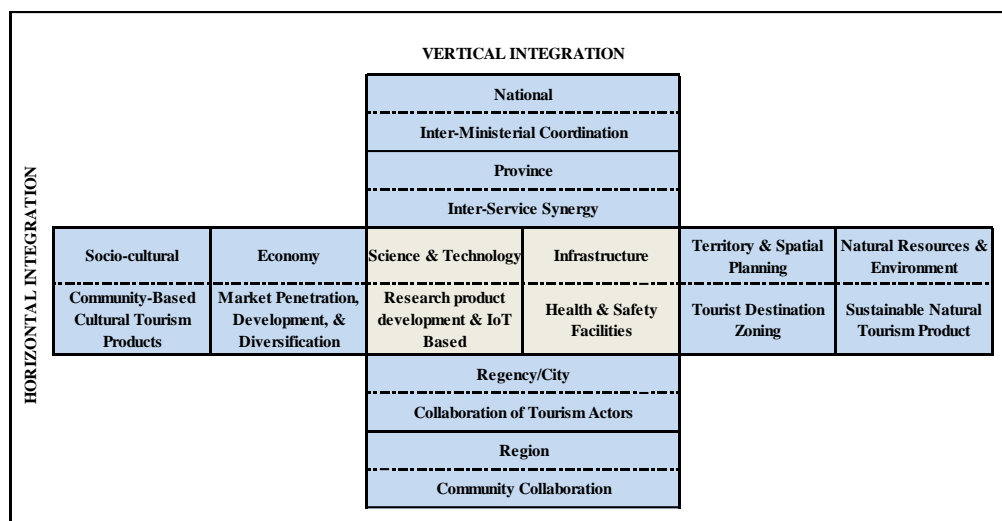 VERTICAL INTEGRATION
National
Inter-Ministerial Coordination
Province
Inter-Service Synergy
HORIZONTAL INTEGRATION
Socio-cultural
Economy
Science & Technology
Infrastructure
Territory & Spatial
Planning
Natural Resources &
Environment
Community-Based
Cultural Tourism
Products
Market Penetration,
Development, &
Diversification
Research product
development & IoT
Based
Health & Safety
Facilities
Tourist Destination
Zoning
Sustainable Natural
Tourism Product
Regency/City
Collaboration of Tourism Actors
Region
Community Collaboration